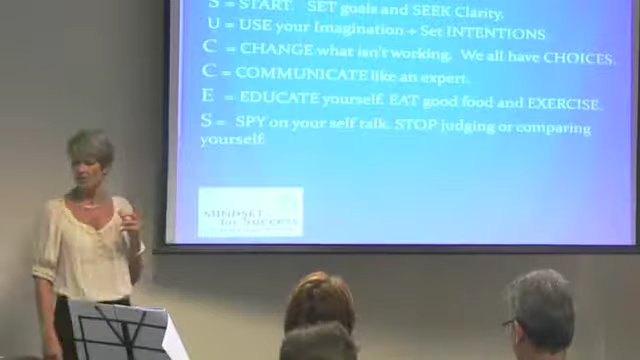 S = START. SET goals and SEEK Clarity.
U = USE your Imagination + Set INTENTIONS
C = CHANGE what isn't working. We all have CHOICES.
C = COMMUNICATE like an expert.
E = EDUCATE yourself. EAT good food and EXERCISE.
S = SPY on your self talk. STOP judging or comparing
yourself.
MINDSET
for Success